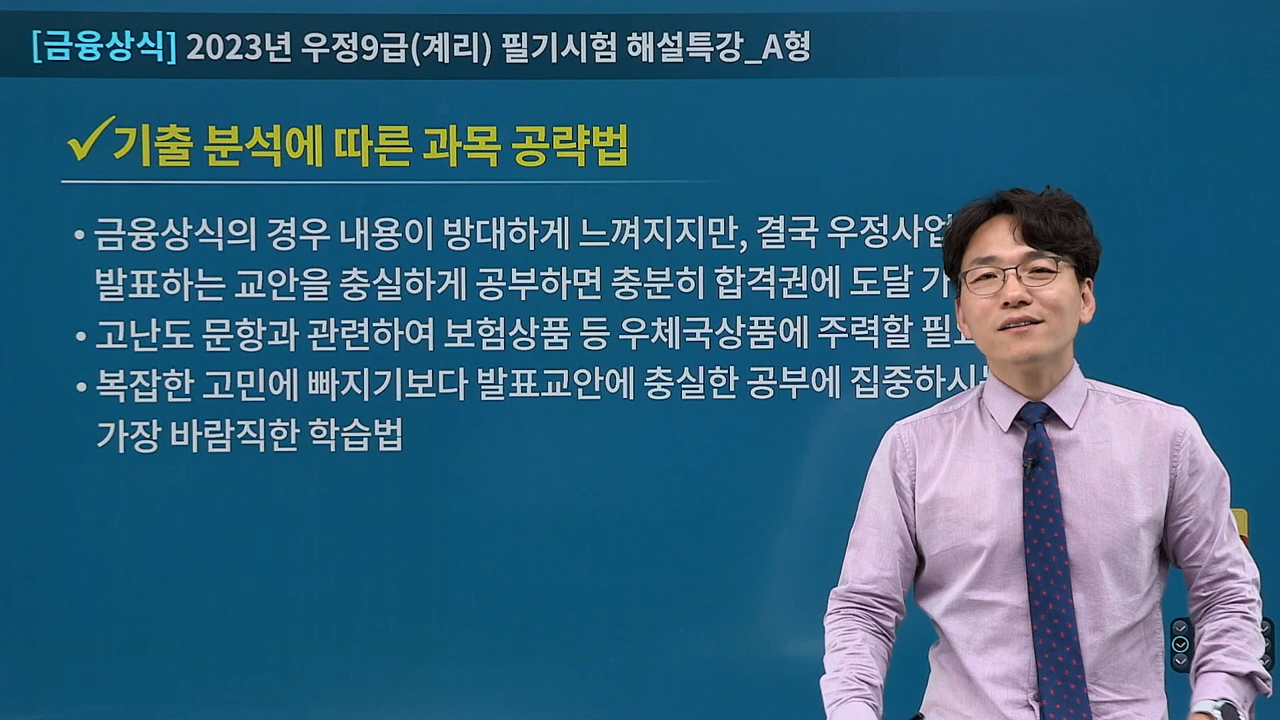 [금융상식] 2023년 우정9급(계리) 필기시험 해설특강_A형
✓기출 분석에 따른 과목 공략법
• 금융상식의 경우 내용이 방대하게 느껴지지만, 결국 우정사업
발표하는 교안을 충실하게 공부하면 충분히 합격권에 도달 가
• 고난도 문항과 관련하여 보험상품 등 우체국상품에 주력할
• 복잡한 고민에 빠지기보다 발표교안에 충실한 공부에
가장 바람직한 학습법